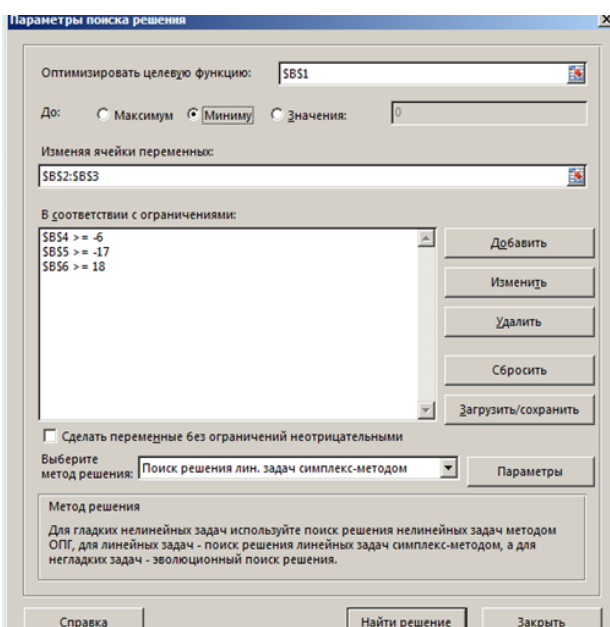 Параметры поиска решения
Оптимизировать целевую функцию: $B$1
До: Максимум Миниму Значения: 0
Изменяя ячейки переменных:
$B$2:$B$3
В соответствии с ограничениями:
$B$4 >= -6
$B$5 >= -17
$B$6 >= 18
Добавить
Изменить
Удалить
Сбросить
Загрузить/сохранить
Сделать переменные без ограничений неотрицательными
Выберите
метод решения: Поиск решения лин. задач симплекс-методом Параметры
Метод решения
Для гладких нелинейных задач используйте поиск решения нелинейных задач методом
ОПГ, для линейных задач - поиск решения линейных задач симплекс-методом, а для
негладких задач - эволюционный поиск решения.
Справка Найти решение Закрыть